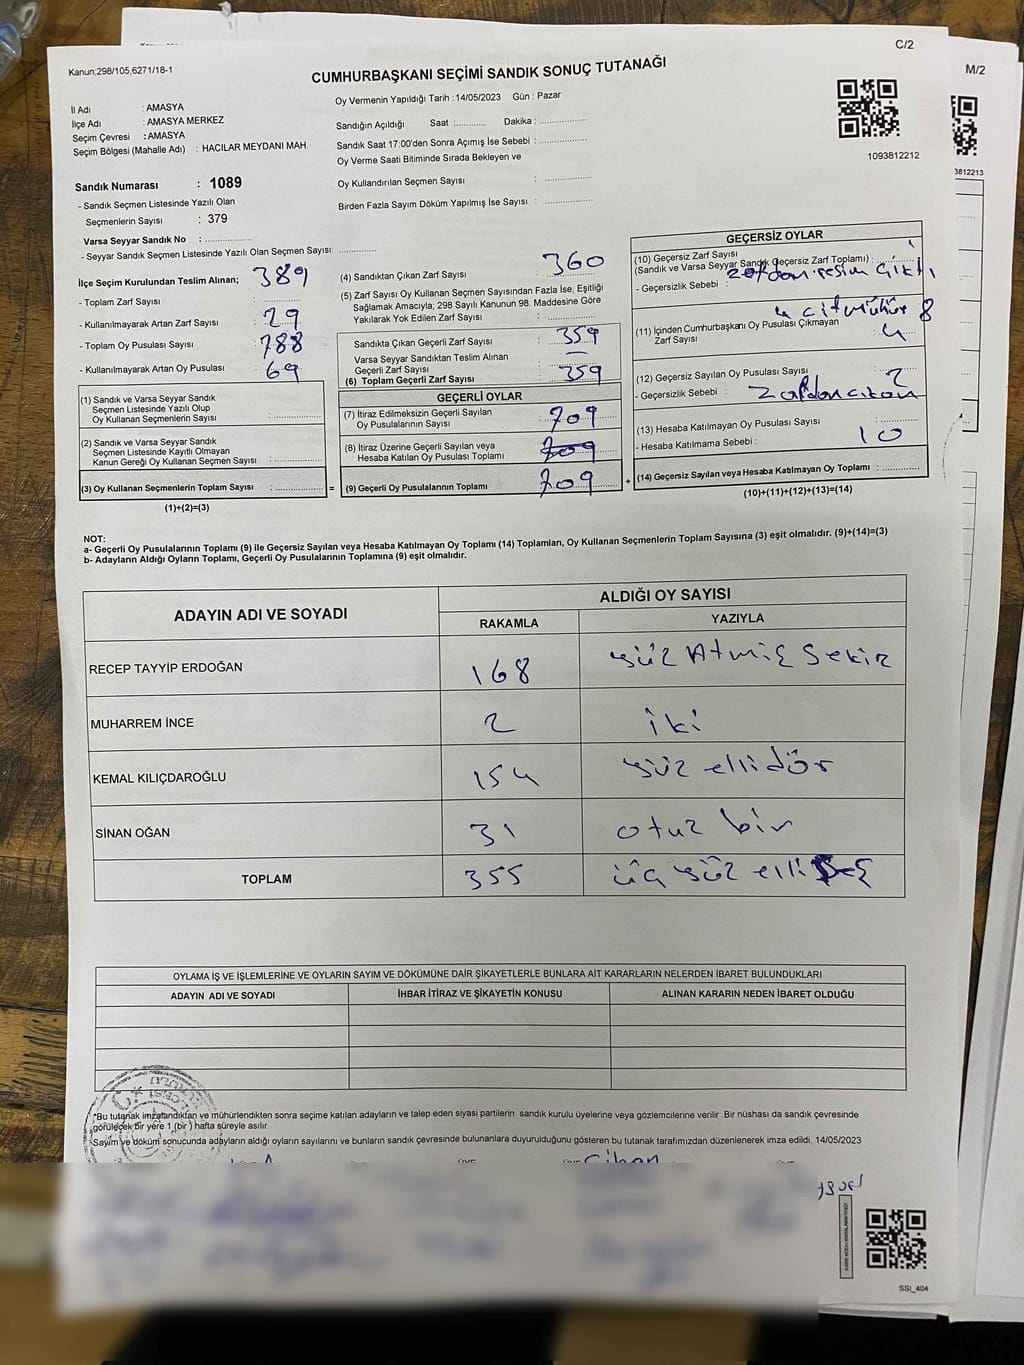 C/2
M/2
Kanun;298/105;6271/18-1
CUMHURBAŞKANI SEÇİMİ SANDIK SONUÇ TUTANAĞI
İl Adı : AMASYA
İlçe Adı : AMASYA MERKEZ
Seçim Çevresi : AMASYA
Seçim Bölgesi (Mahalle Adı) : HACILAR MEYDANI MAH.
Oy Vermenin Yapıldığı Tarih : 14/05/2023 Gün : Pazar
Sandığın Açıldığı Saat :........... Dakika : ................
Sandık Saat 17:00'den Sonra Açımış İse Sebebi : ................
Oy Verme Saati Bitiminde Sırada Bekleyen ve
Oy Kullandırılan Seçmen Sayısı : ................
Birden Fazla Sayım Döküm Yapılmış İse Sayısı : ................
1093812212
3812213
Sandık Numarası : 1089
- Sandık Seçmen Listesinde Yazılı Olan
Seçmenlerin Sayısı : 379
Varsa Seyyar Sandık No : ................
- Seyyar Sandık Seçmen Listesinde Yazılı Olan Seçmen Sayısı: .............
İlçe Seçim Kurulundan Teslim Alınan; 389
- Toplam Zarf Sayısı : .............
- Kullanılmayarak Artan Zarf Sayısı : 29
- Toplam Oy Pusulası Sayısı : 788
- Kullanılmayarak Artan Oy Pusulası : 69
(1) Sandık ve Varsa Seyyar Sandık
Seçmen Listesinde Yazılı Olup
Oy Kullanan Seçmenlerin Sayısı : .............
(2) Sandık ve Varsa Seyyar Sandık
Seçmen Listesinde Kayıtlı Olmayan
Kanun Gereği Oy Kullanan Seçmen Sayısı : .............
(3) Oy Kullanan Seçmenlerin Toplam Sayısı : ............. =
(1)+(2)=(3)
(4) Sandıktan Çıkan Zarf Sayısı : 360
(5) Zarf Sayısı Oy Kullanan Seçmen Sayısından Fazla İse, Eşitliği
Sağlamak Amacıyla; 298 Sayılı Kanunun 98. Maddesine Göre
Yakılarak Yok Edilen Zarf Sayısı : .............
Sandıkta Çıkan Geçerli Zarf Sayısı : 359
Varsa Seyyar Sandıktan Teslim Alınan
Geçerli Zarf Sayısı : —
(6) Toplam Geçerli Zarf Sayısı : 359
GEÇERLİ OYLAR
(7) İtiraz Edilmeksizin Geçerli Sayılan
Oy Pusulasının Sayısı : 709
(8) İtiraz Üzerine Geçerli Sayılan veya
Hesaba Katılan Oy Pusulası Toplamı : 709
(9) Geçerli Oy Pusulalarının Toplamı : 709 +
GEÇERSİZ OYLAR
(10) Geçersiz Zarf Sayısı
(Sandık ve Varsa Seyyar Sandık Geçersiz Zarf Toplamı) : 1
- Geçersizlik Sebebi : zarfdan resim çıktı
(11) İçinden Cumhurbaşkanı Oy Pusulası Çıkmayan
Zarf Sayısı : 4
(12) Geçersiz Sayılan Oy Pusulası Sayısı : 2
- Geçersizlik Sebebi :
(13) Hesaba Katılmayan Oy Pusulası Sayısı
- Hesaba Katılmama Sebebi : 10
(14) Geçersiz Sayılan veya Hesaba Katılmayan Oy Toplamı : .............
(10)+(11)+(12)+(13)=(14)
NOT:
a- Geçerli Oy Pusulalarının Toplamı (9) ile Geçersiz Sayılan veya Hesaba Katılmayan Oy Toplamı (14) Toplamları, Oy Kullanan Seçmenlerin Toplam Sayısına (3) eşit olmalıdır. (9)+(14)=(3)
b- Adayların Aldığı Oyların Toplamı, Geçerli Oy Pusulalarının Toplamına (9) eşit olmalıdır.
ADAYIN ADI VE SOYADI
ALDIĞI OY SAYISI
RAKAMLA YAZIYLA
RECEP TAYYİP ERDOĞAN 168 yüz Atmiş Sekiz
MUHARREM İNCE 2 iki
KEMAL KILIÇDAROĞLU 154 yüz ellidör
SİNAN OĞAN 31 otuz bir
TOPLAM 355 üç yüz elli beş
OYLAMA İŞ VE İŞLEMLERİNE VE OYLARIN SAYIM VE DÖKÜMÜNE DAİR ŞİKAYETLERLE BUNLARA AİT KARARLARIN NELERDEN İBARET BULUNDUKLARI
ADAYIN ADI VE SOYADI İHBAR İTİRAZ VE ŞİKAYETİN KONUSU ALINAN KARARIN NEDEN İBARET OLDUĞU
*Bu tutanak imzalandıktan ve mühürlendikten sonra seçime katılan adayların ve talep eden siyasi partilerin sandık kurulu üyelerine veya gözlemcilerine verilir .Bir nüshası da sandık çevresinde
görülecek bir yere 1 (bir ) hafta süreyle asılır.
Sayım ve döküm sonucunda adayların aldığı oyların sayılarını ve bunların sandık çevresinde bulunanlara duyurulduğunu gösteren bu tutanak tarafımızdan düzenlenerek imza edildi. 14/05/2023
Cihan
SSI_404